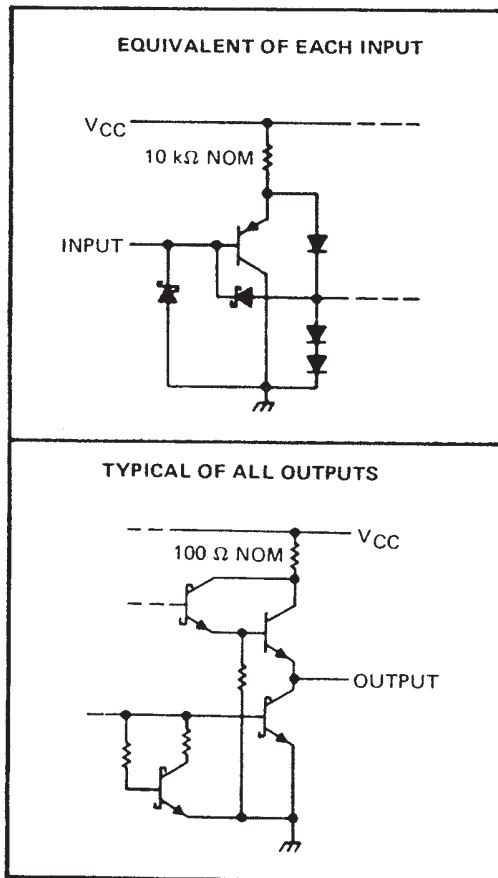 EQUIVALENT OF EACH INPUT
VCC
10 kΩ NOM
INPUT
TYPICAL OF ALL OUTPUTS
VCC
100 Ω NOM
OUTPUT